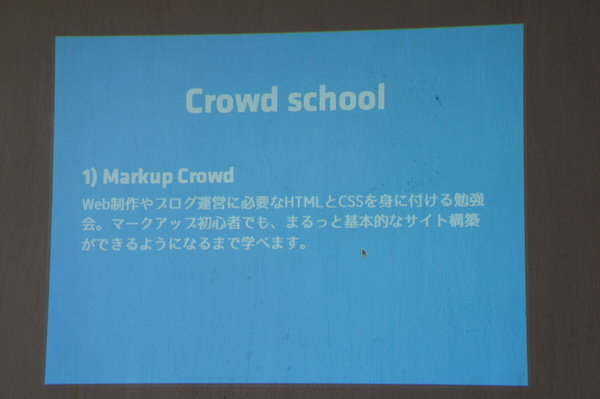 Crowd school
1) Markup Crowd
Web制作やブログ運営に必要なHTMLとCSSを身に付ける勉強
会。マークアップ初心者でも、まるっと基本的なサイト構築
ができるようになるまで学べます。